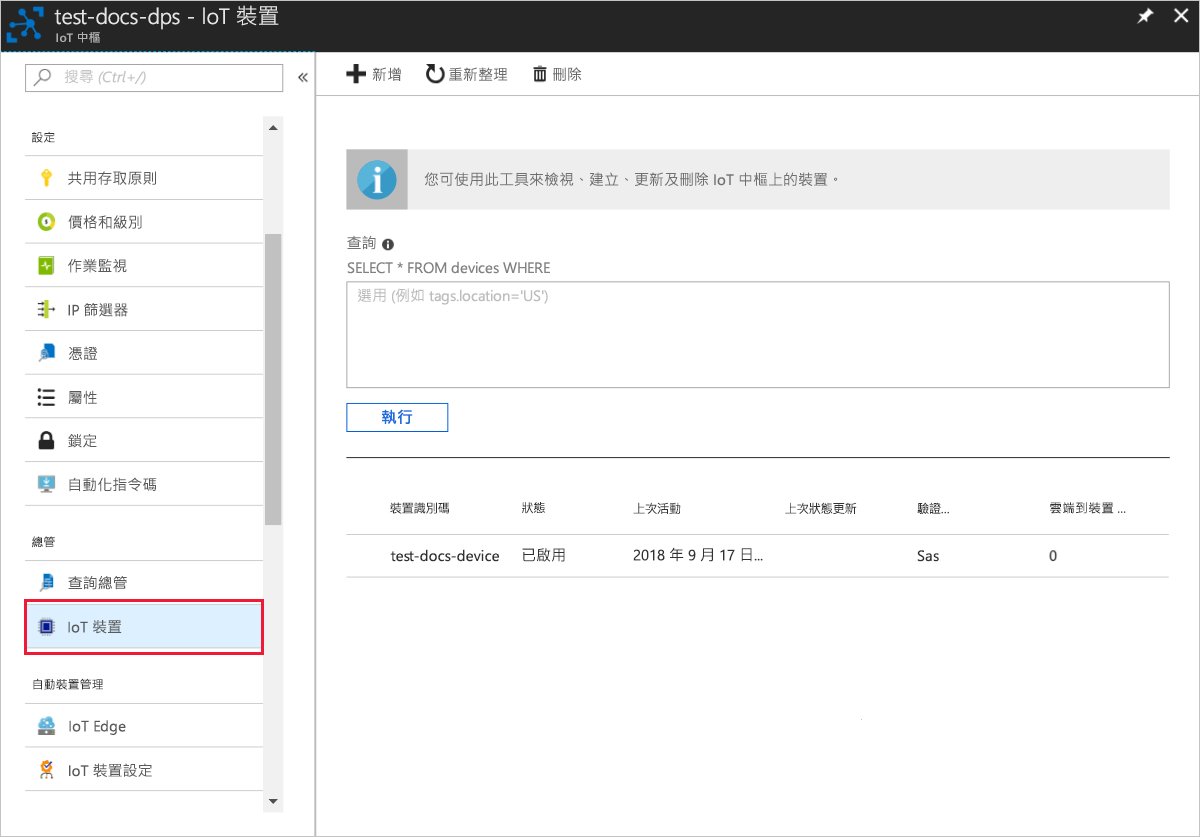 test-docs-dps - IoT 裝置
IoT 中樞
搜尋 (Ctrl+/)
«
設定
共用存取原則
價格和級別
作業監視
IP 篩選器
憑證
屬性
鎖定
自動化指令碼
總管
查詢總管
IoT 裝置
自動裝置管理
IoT Edge
IoT 裝置設定
新增 重新整理 刪除
您可使用此工具來檢視、建立、更新及刪除 IoT 中樞上的裝置。
查詢
SELECT * FROM devices WHERE
選用 (例如 tags.location='US')
執行
裝置識別碼 狀態 上次活動 上次狀態更新 驗證... 雲端到裝置 ...
test-docs-device 已啟用 2018 年 9 月 17 日... Sas 0